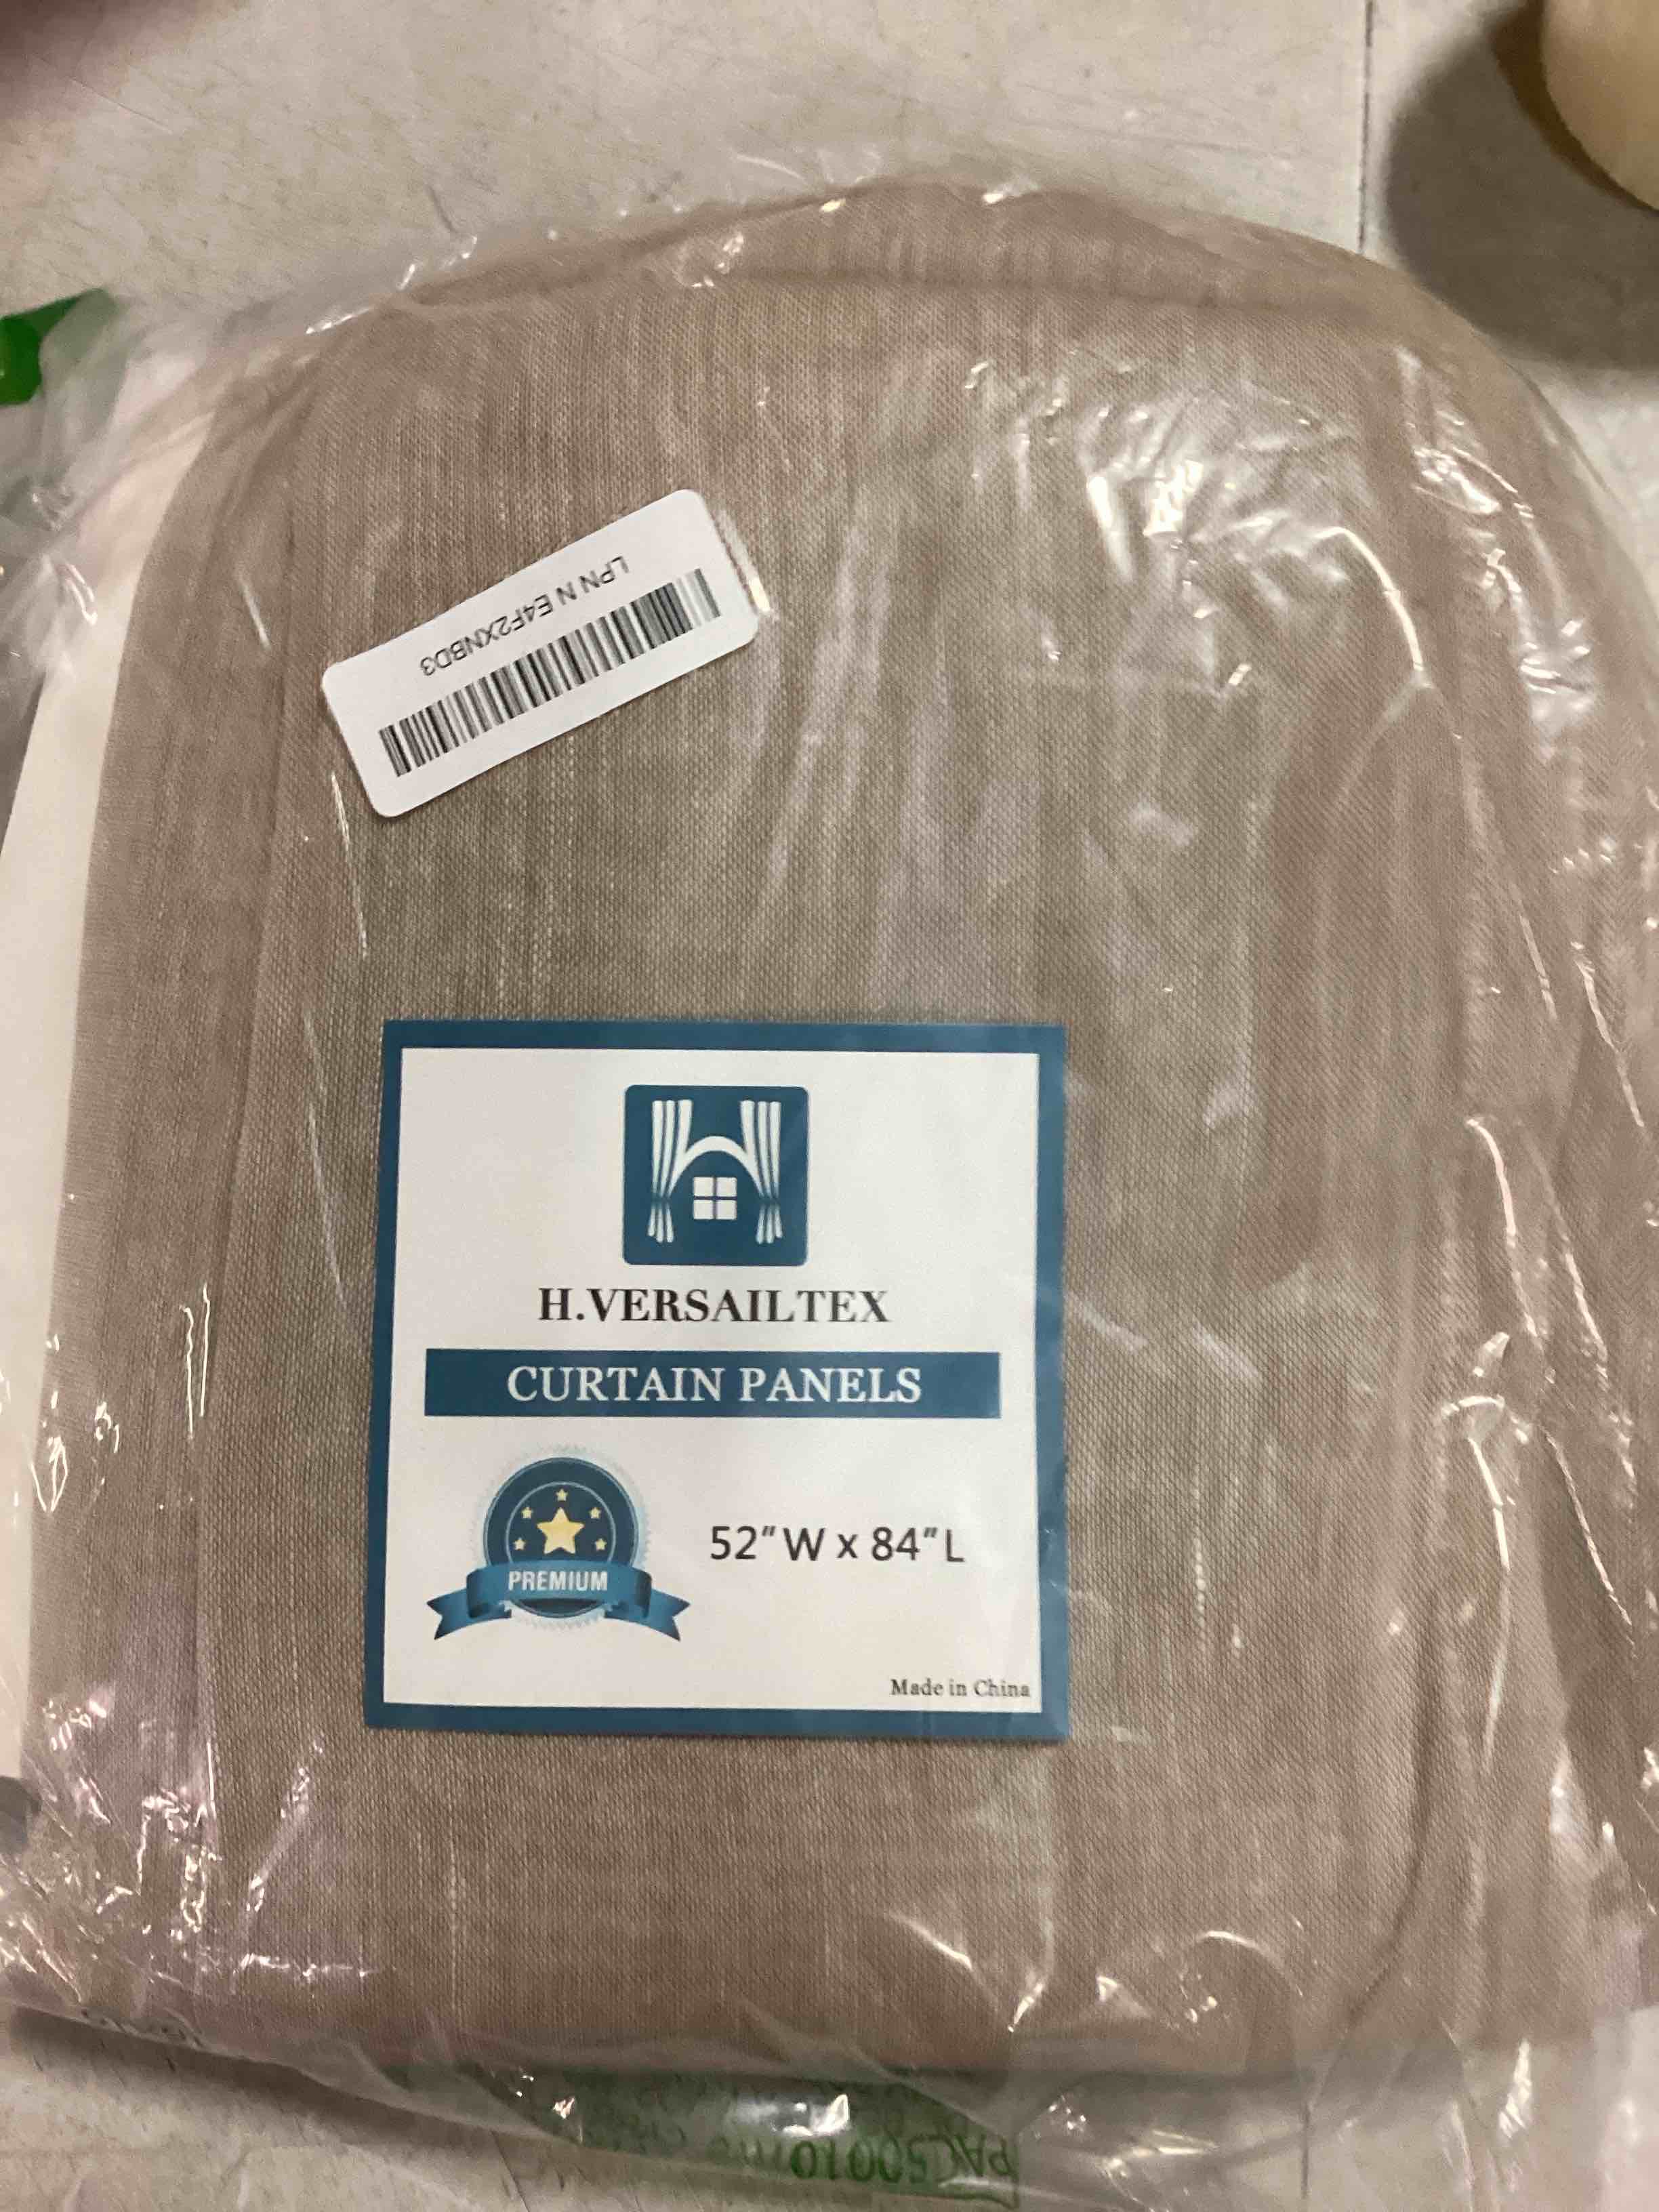 LPN N E4F2XNBD3
H.VERSAILTEX
CURTAIN PANELS
PREMIUM
52"W x 84"L
Made in China